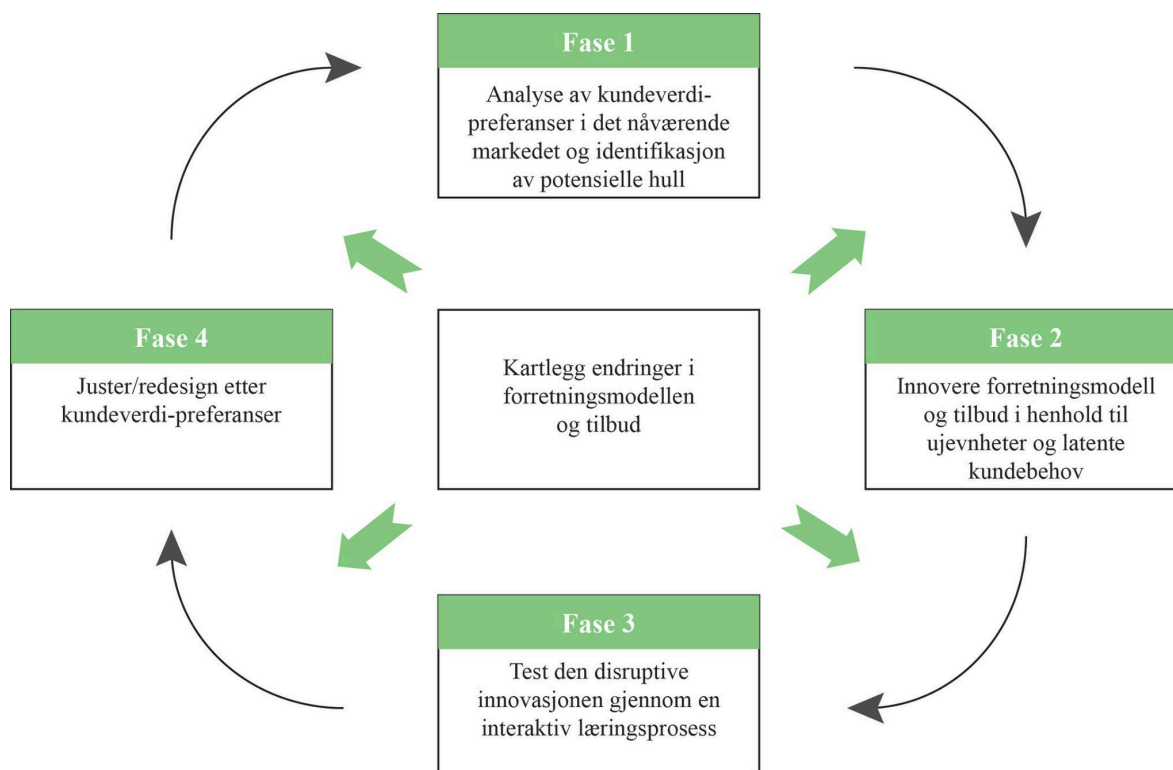 Fase 1
Analyse av kundeverdi-
preferanser i det nåværende
markedet og identifikasjon
av potensielle hull
Fase 4
Juster/redesign etter
kundeverdi-preferanser
Kartlegg endringer i
forretningsmodellen
og tilbud
Fase 2
Innovere forretningsmodell
og tilbud i henhold til
ujevnheter og latente
kundebehov
Fase 3
Test den disruptive
innovasjonen gjennom en
interaktiv læringsprosess